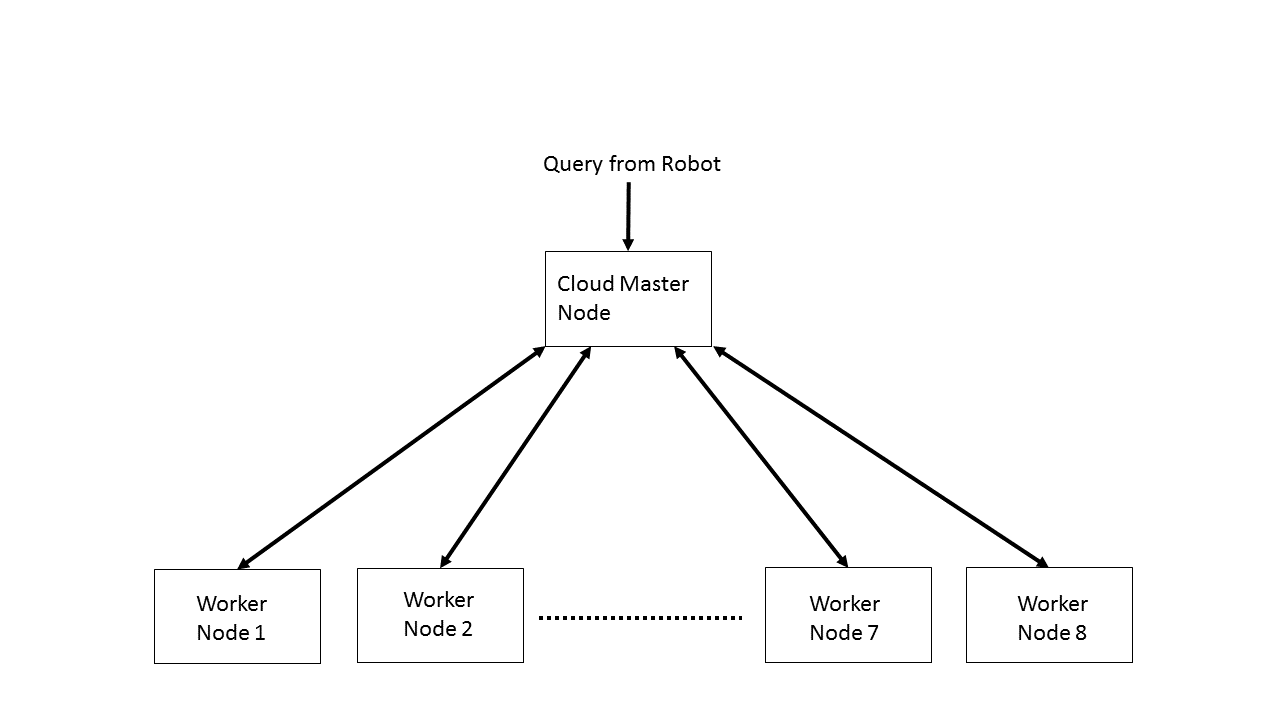 Query from Robot
Cloud Master
Node
Worker
Node 1
Worker
Node 2
Worker
Node 7
Worker
Node 8